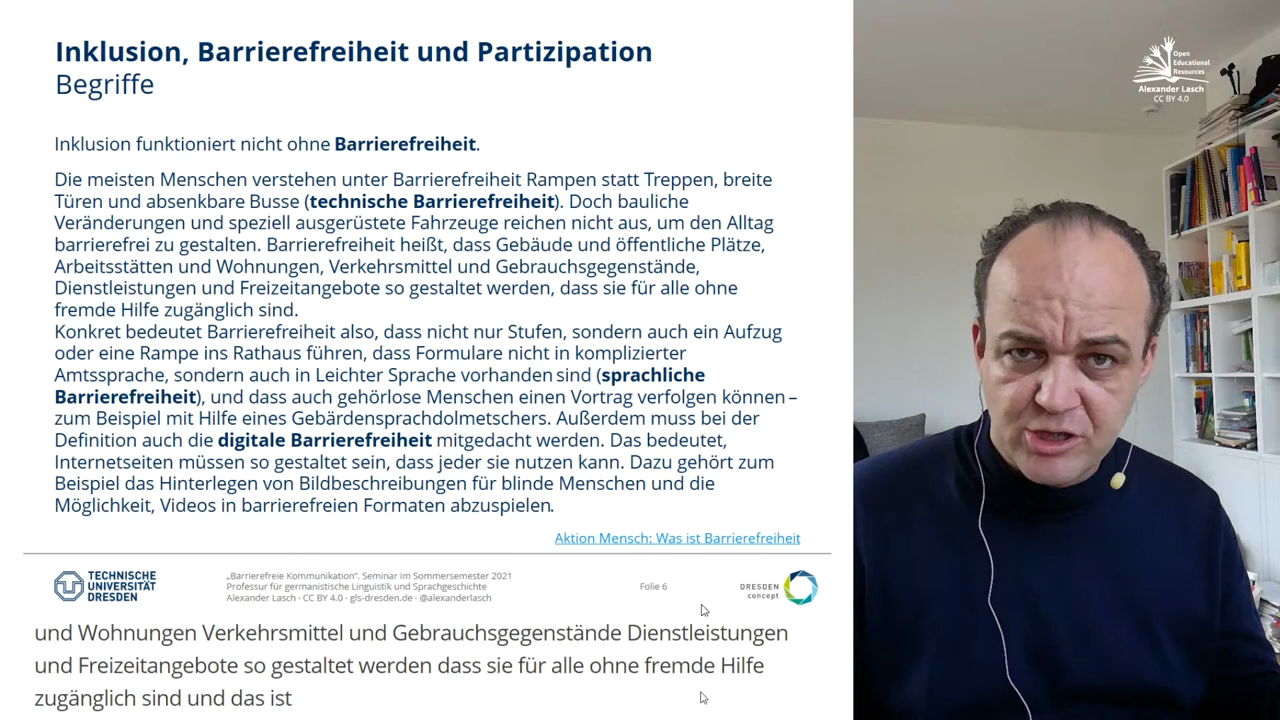 Inklusion, Barrierefreiheit und Partizipation
Begriffe
Inklusion funktioniert nicht ohne Barrierefreiheit.
Die meisten Menschen verstehen unter Barrierefreiheit Rampen statt Treppen, breite
Türen und absenkbare Busse (technische Barrierefreiheit). Doch bauliche
Veränderungen und speziell ausgerüstete Fahrzeuge reichen nicht aus, um den Alltag
barrierefrei zu gestalten. Barrierefreiheit heißt, dass Gebäude und öffentliche Plätze,
Arbeitsstätten und Wohnungen, Verkehrsmittel und Gebrauchsgegenstände,
Dienstleistungen und Freizeitangebote so gestaltet werden, dass sie für alle ohne
fremde Hilfe zugänglich sind.
Konkret bedeutet Barrierefreiheit also, dass nicht nur Stufen, sondern auch ein Aufzug
oder eine Rampe ins Rathaus führen, dass Formulare nicht in komplizierter
Amtssprache, sondern auch in Leichter Sprache vorhanden sind (sprachliche
Barrierefreiheit), und dass auch gehörlose Menschen einen Vortrag verfolgen können –
zum Beispiel mit Hilfe eines Gebärdensprachdolmetschers. Außerdem muss bei der
Definition auch die digitale Barrierefreiheit mitgedacht werden. Das bedeutet,
Internetseiten müssen so gestaltet sein, dass jeder sie nutzen kann. Dazu gehört zum
Beispiel das Hinterlegen von Bildbeschreibungen für blinde Menschen und die
Möglichkeit, Videos in barrierefreien Formaten abzuspielen.
Aktion Mensch: Was ist Barrierefreiheit
TECHNISCHE
UNIVERSITÄT
DRESDEN
„Barrierefreie Kommunikation“. Seminar im Sommersemester 2021
Professur für germanistische Linguistik und Sprachgeschichte
Alexander Lasch · CC BY 4.0 · gls-dresden.de · @alexanderlasch
Folie 6
DRESDEN
concept
und Wohnungen Verkehrsmittel und Gebrauchsgegenstände Dienstleistungen
und Freizeitangebote so gestaltet werden dass sie für alle ohne fremde Hilfe
zugänglich sind und das ist
Open
Educational
Resources
Alexander Lasch
CC BY 4.0